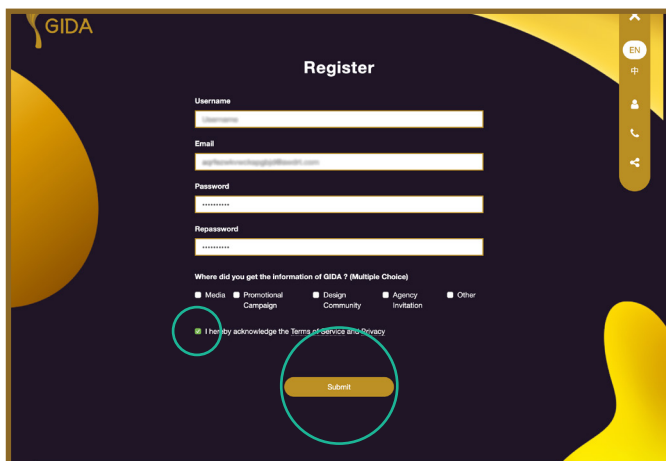 GIDA
EN
中
Register
Username
Email
Password
Repassword
Where did you get the information of GIDA ? (Multiple Choice)
Media
Promotional
Campaign
Design
Community
Agency
Invitation
Other
I hereby acknowledge the Terms of Service and Privacy
Submit